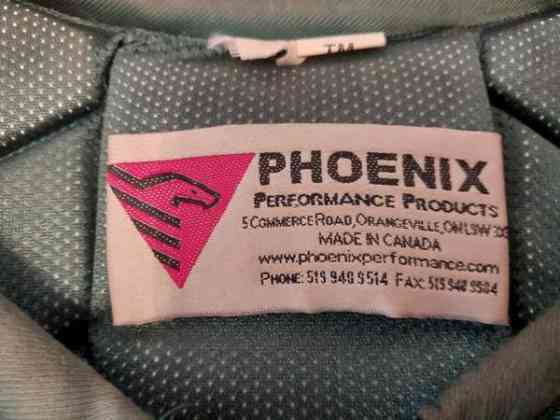 TM
PHOENIX
PERFORMANCE PRODUCTS
5 COMMERCE ROAD, ORANGEVILLE, ON L9W
MADE IN CANADA
www.phoenixperformance.com
PHONE: 519 940 9514 FAX: 519 940 9504